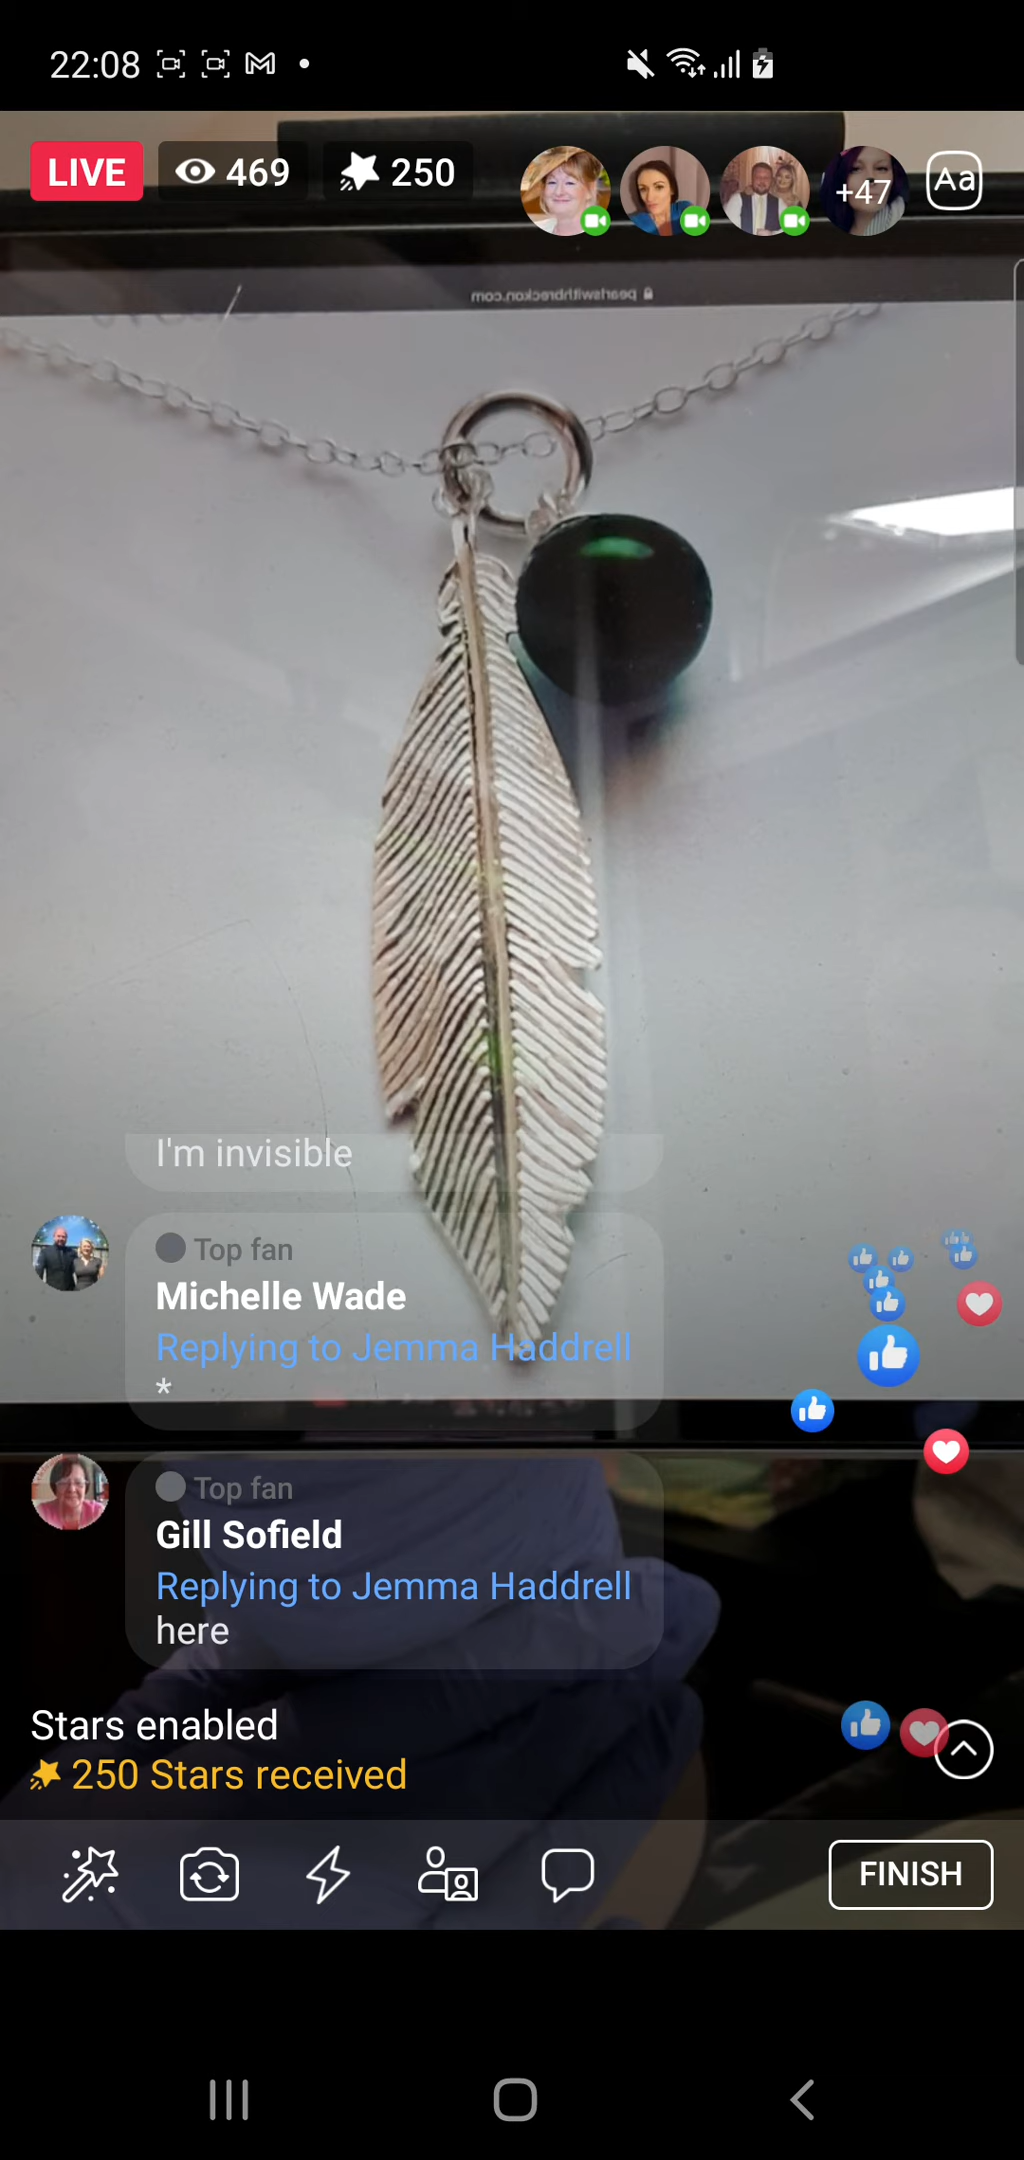 22:08
LIVE 469 250 +47 Aa
pearlswithbreckon.com
I'm invisible
Top fan
Michelle Wade
Replying to Jemma Haddrell
*
Top fan
Gill Sofield
Replying to Jemma Haddrell
here
Stars enabled
250 Stars received
FINISH